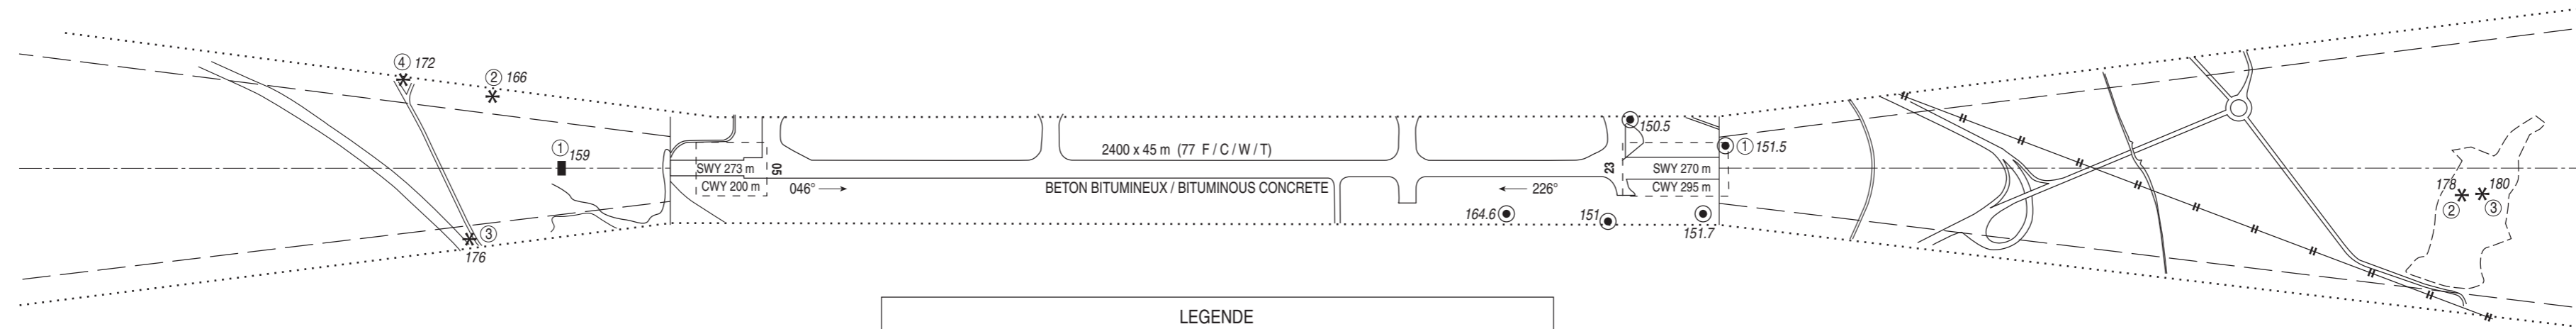 ④ 172
② 166
① 159
③
176
SWY 273 m
CWY 200 m
05
046°
2400 x 45 m (77 F / C / W / T)
BETON BITUMINEUX / BITUMINOUS CONCRETE
226°
23
SWY 270 m
CWY 295 m
150.5
① 151.5
164.6
151
151.7
178
②
180
③
LEGENDE